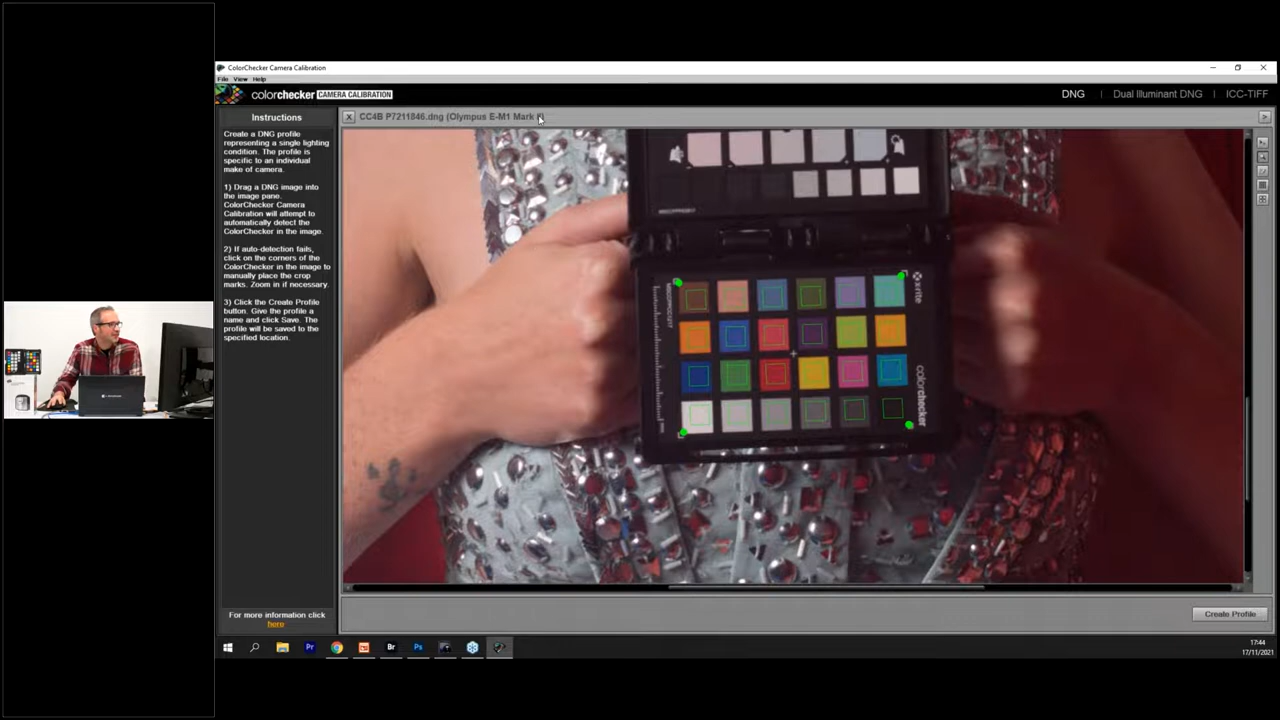 ColorChecker Camera Calibration
File View Help
colorchecker CAMERA CALIBRATION
DNG | Dual Illuminant DNG | ICC-TIFF
Instructions
X CC4B P7211846.dng (Olympus E-M1 Mark
Create a DNG profile
representing a single lighting
condition. The profile is
specific to an individual
make of camera.
1) Drag a DNG image into
the image pane.
ColorChecker Camera
Calibration will attempt to
automatically detect the
ColorChecker in the image.
2) If auto-detection fails,
click on the corners of the
ColorChecker in the image to
manually place the crop
marks. Zoom in if necessary.
3) Click the Create Profile
button. Give the profile a
name and click Save. The
profile will be saved to the
specified location.
x-rite
colorchecker
For more information click
here
Create Profile
Pr
Br
Ps
17:44
17/11/2021